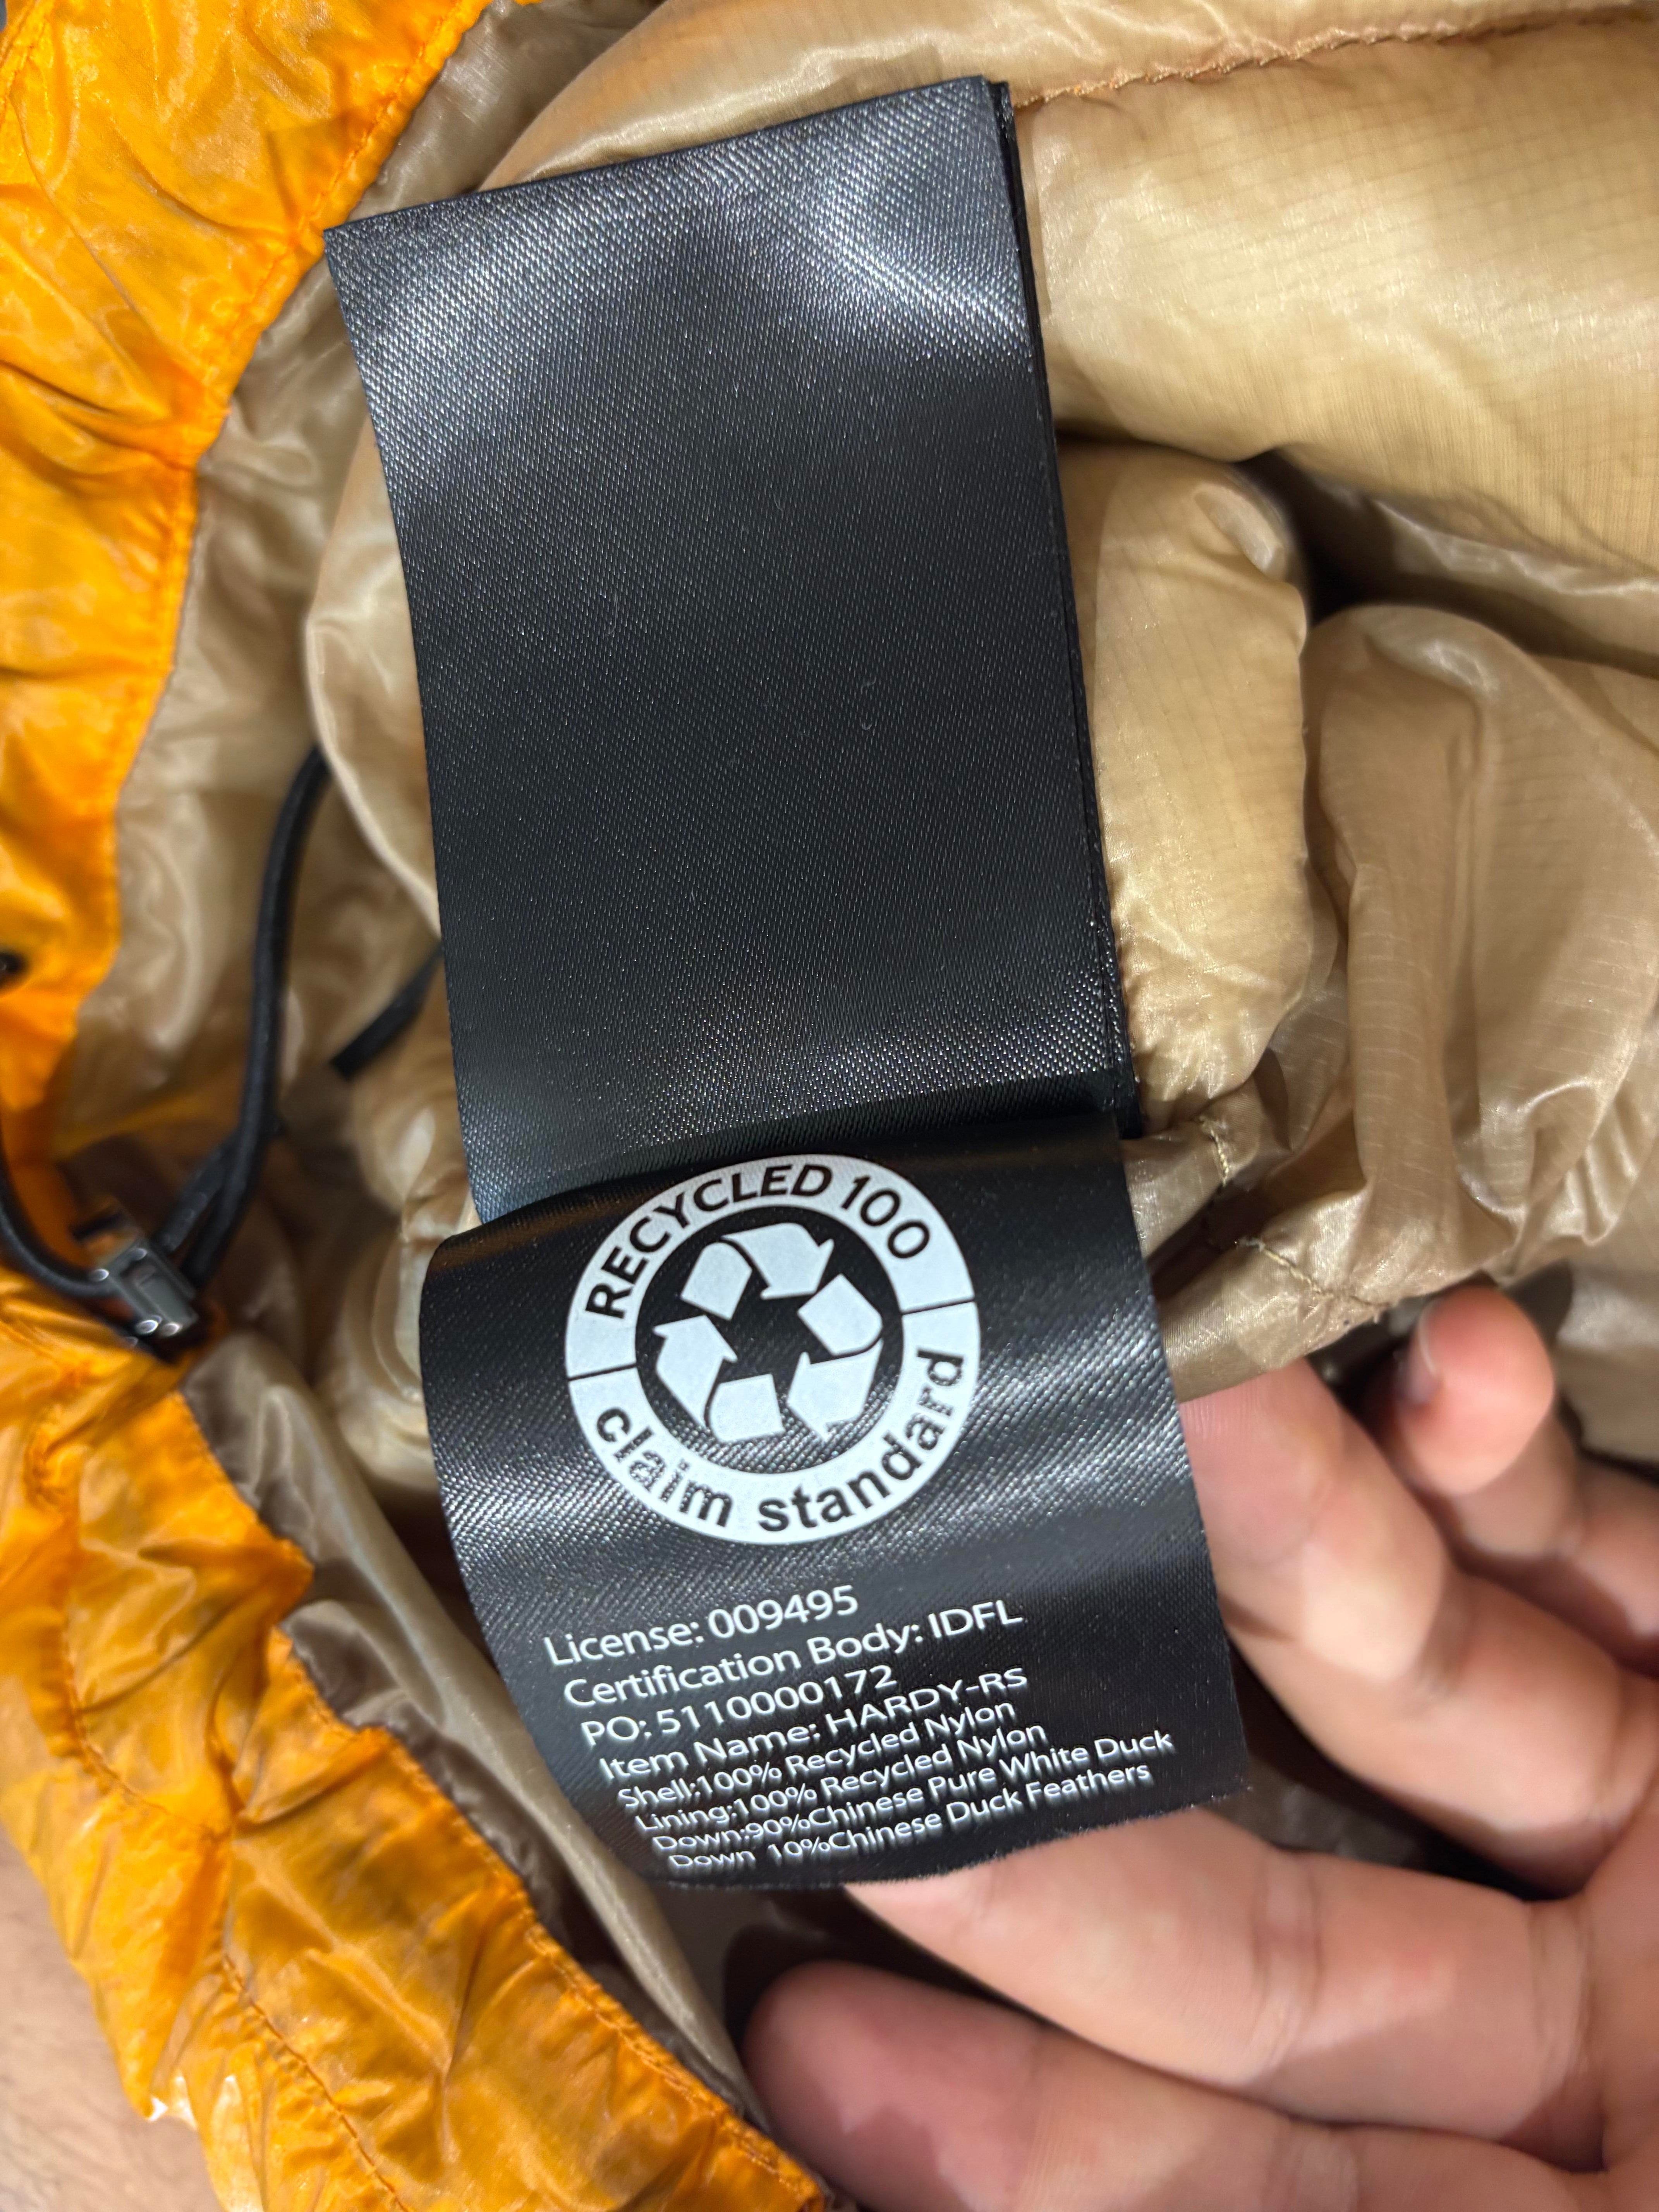 RECYCLED 100
claim standard
License: 009495
Certification Body: IDFL
PO: 5110000172
Item Name: HARDY-RS
Shell:100% Recycled Nylon
Lining:100% Recycled Nylon
Down:90%Chinese Pure White Duck
Down 10%Chinese Duck Feathers